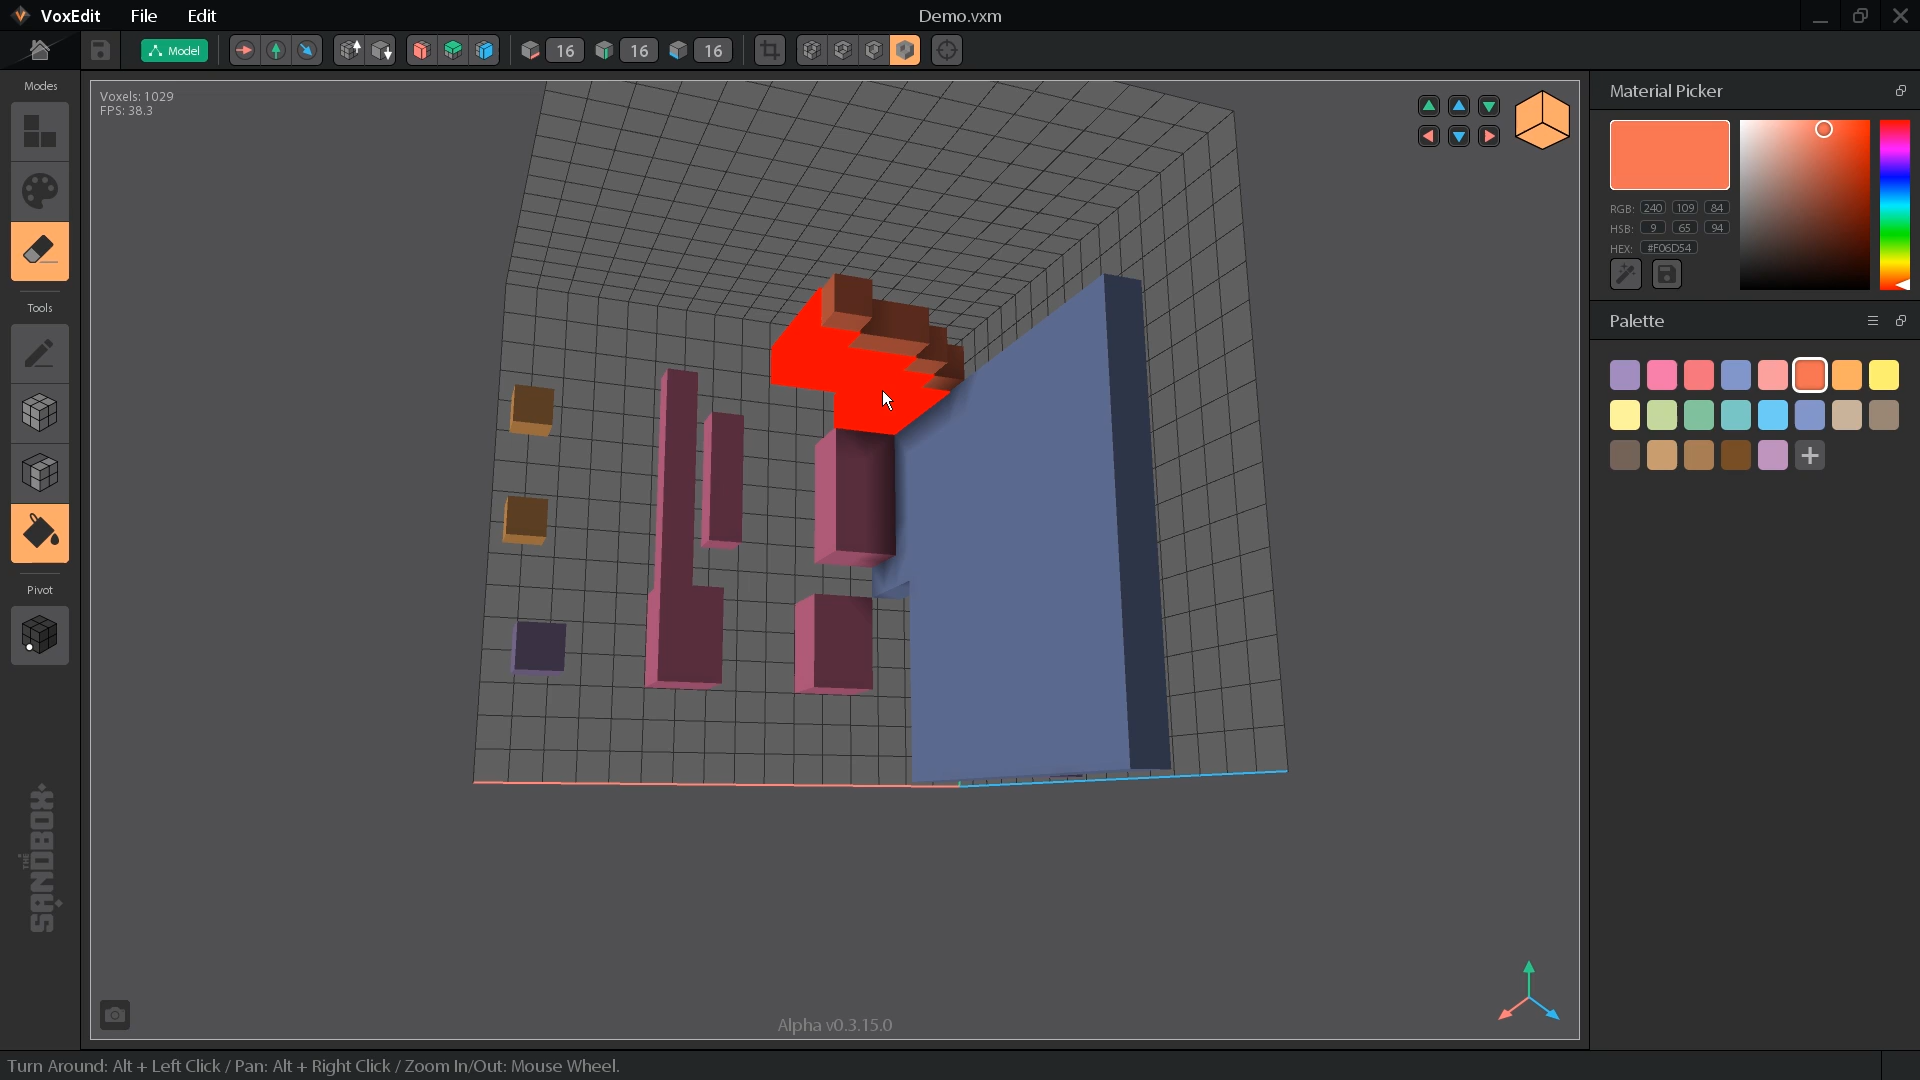 VoxEdit File Edit Demo.vxm
Model 16 16 16
Modes
Voxels: 1029
FPS: 38.3
Tools
Pivot
THE SANDBOX
Material Picker
RGB: 240 109 84
HSB: 9 65 94
HEX: #F06D54
Palette
Alpha v0.3.15.0
Turn Around: Alt + Left Click / Pan: Alt + Right Click / Zoom In/Out: Mouse Wheel.